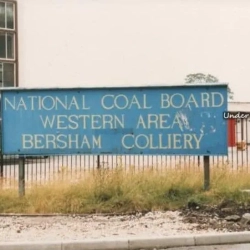 NATIONAL COAL BOARD
WESTERN AREA
BERSHAM COLLIERY
Under